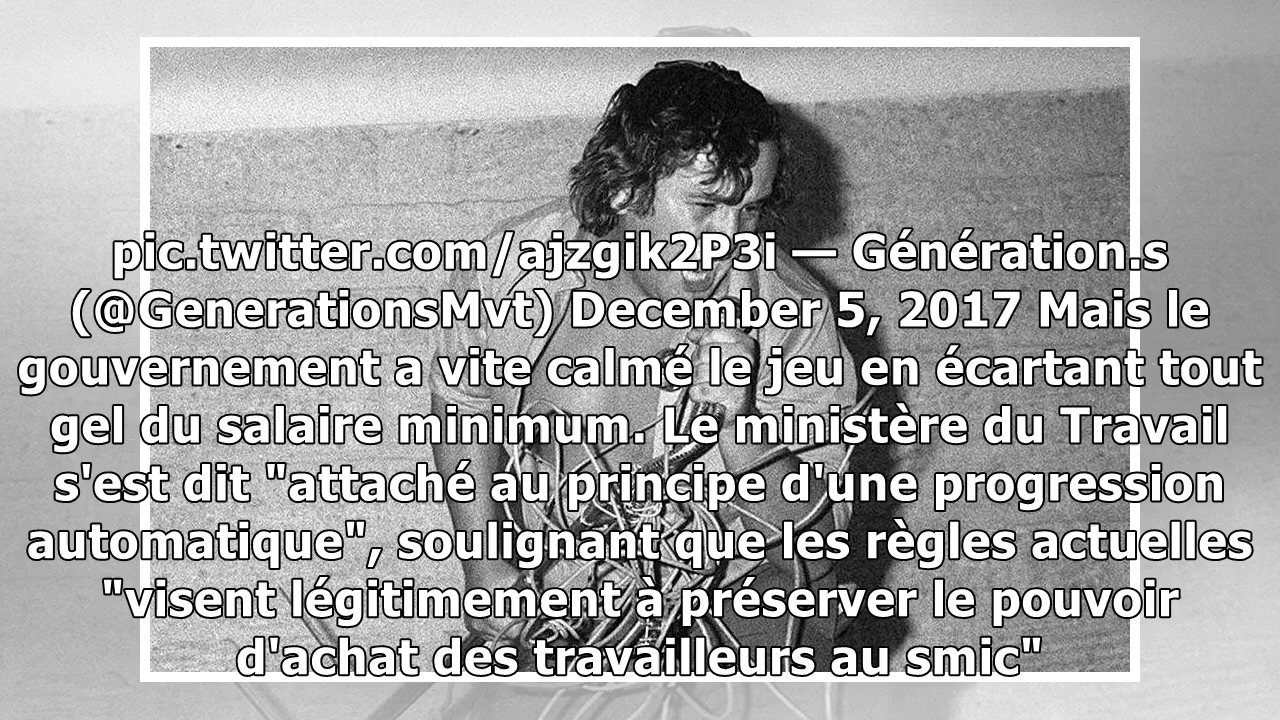 pic.twitter.com/ajzgik2P3i — Génération.s
(@GenerationsMvt) December 5, 2017 Mais le
gouvernement a vite calmé le jeu en écartant tout
gel du salaire minimum. Le ministère du Travail
s'est dit "attaché au principe d'une progression
automatique", soulignant que les règles actuelles
"visent légitimement à préserver le pouvoir
d'achat des travailleurs au smic"